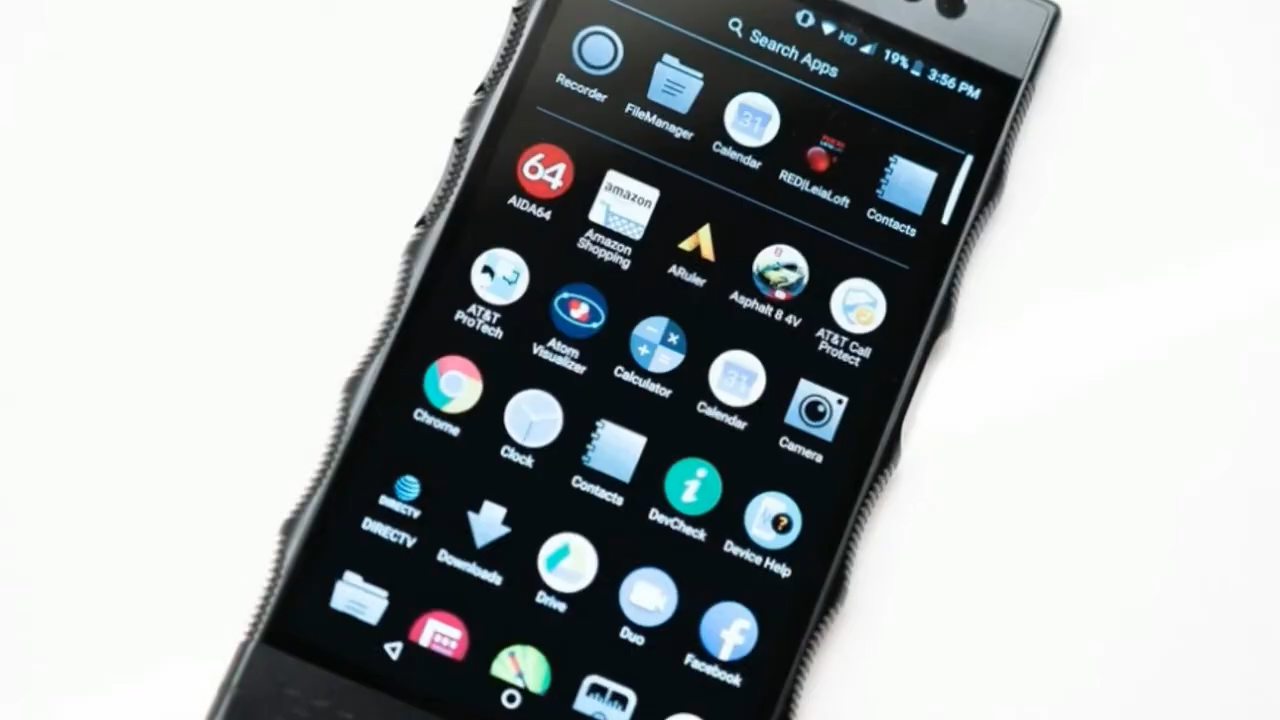 HD 19% 3:56 PM
Search Apps
Recorder
FileManager
31
Calendar
RED|LeiaLoft
Contacts
64
AIDA64
amazon
Amazon
Shopping
ARuler
8
Asphalt 8 4V
AT&T Call
Protect
AT&T
ProTech
Atom
Visualizer
Calculator
31
Calendar
Camera
Chrome
Clock
Contacts
i
DevCheck
?
Device Help
DIRECTV
DIRECTV
Downloads
Drive
Duo
f
Facebook